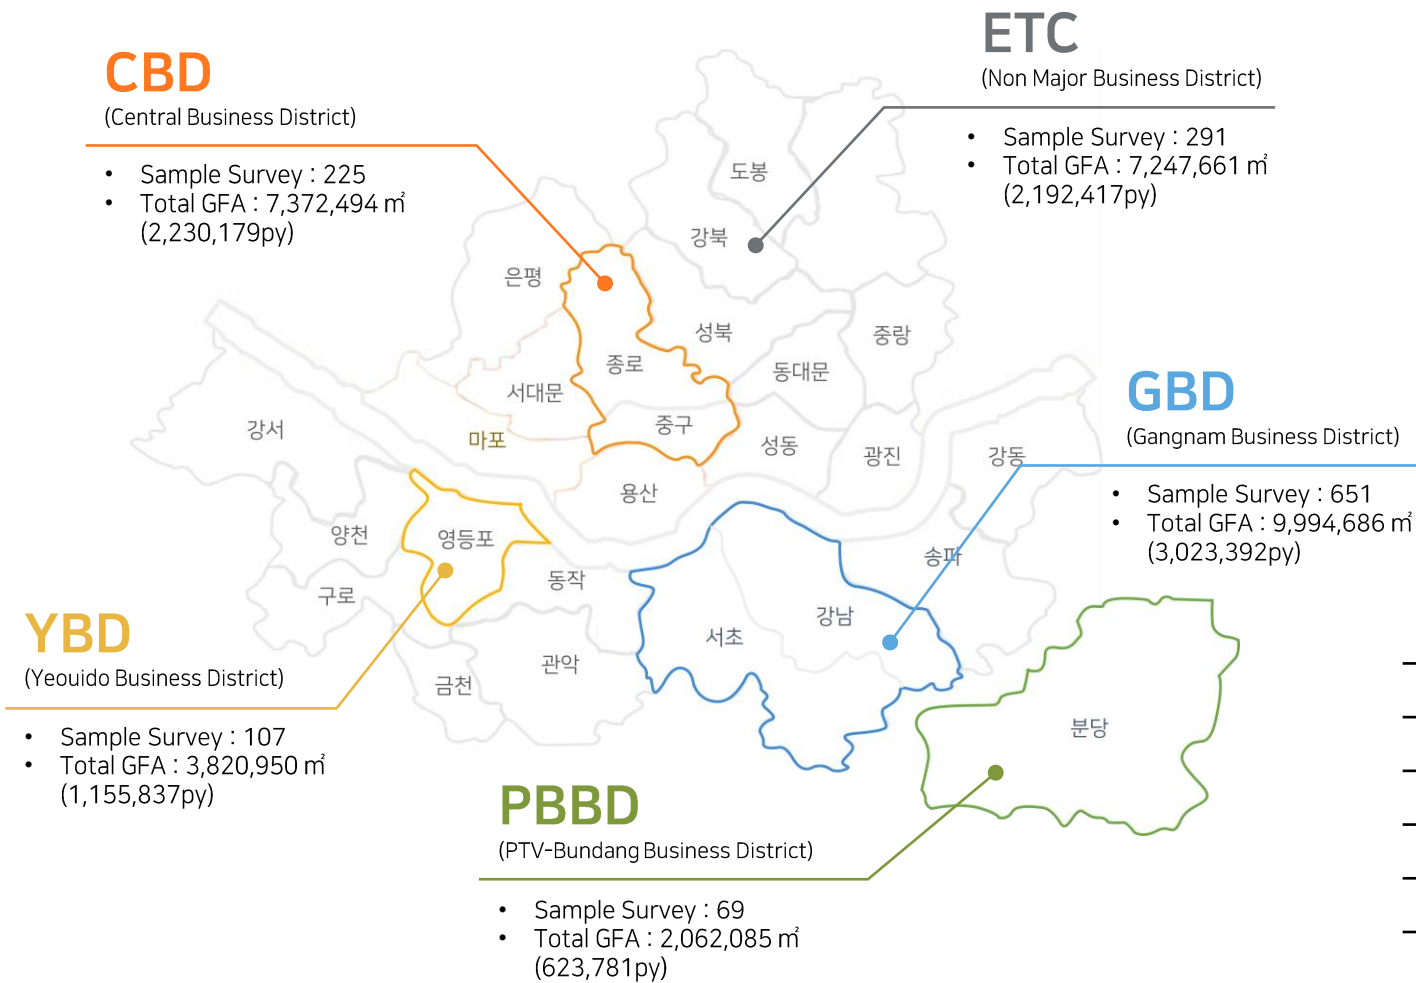 CBD
(Central Business District)
• Sample Survey : 225
• Total GFA : 7,372,494 ㎡
(2,230,179py)
ETC
(Non Major Business District)
• Sample Survey : 291
• Total GFA : 7,247,661 ㎡
(2,192,417py)
도봉
강북
은평
성북
중랑
종로
동대문
서대문
중구
마포
강서
성동
광진
강동
용산
GBD
(Gangnam Business District)
• Sample Survey : 651
• Total GFA : 9,994,686 ㎡
(3,023,392py)
양천
영등포
송파
동작
구로
강남
서초
관악
금천
분당
YBD
(Yeouido Business District)
• Sample Survey : 107
• Total GFA : 3,820,950 ㎡
(1,155,837py)
PBBD
(PTV-Bundang Business District)
• Sample Survey : 69
• Total GFA : 2,062,085 ㎡
(623,781py)